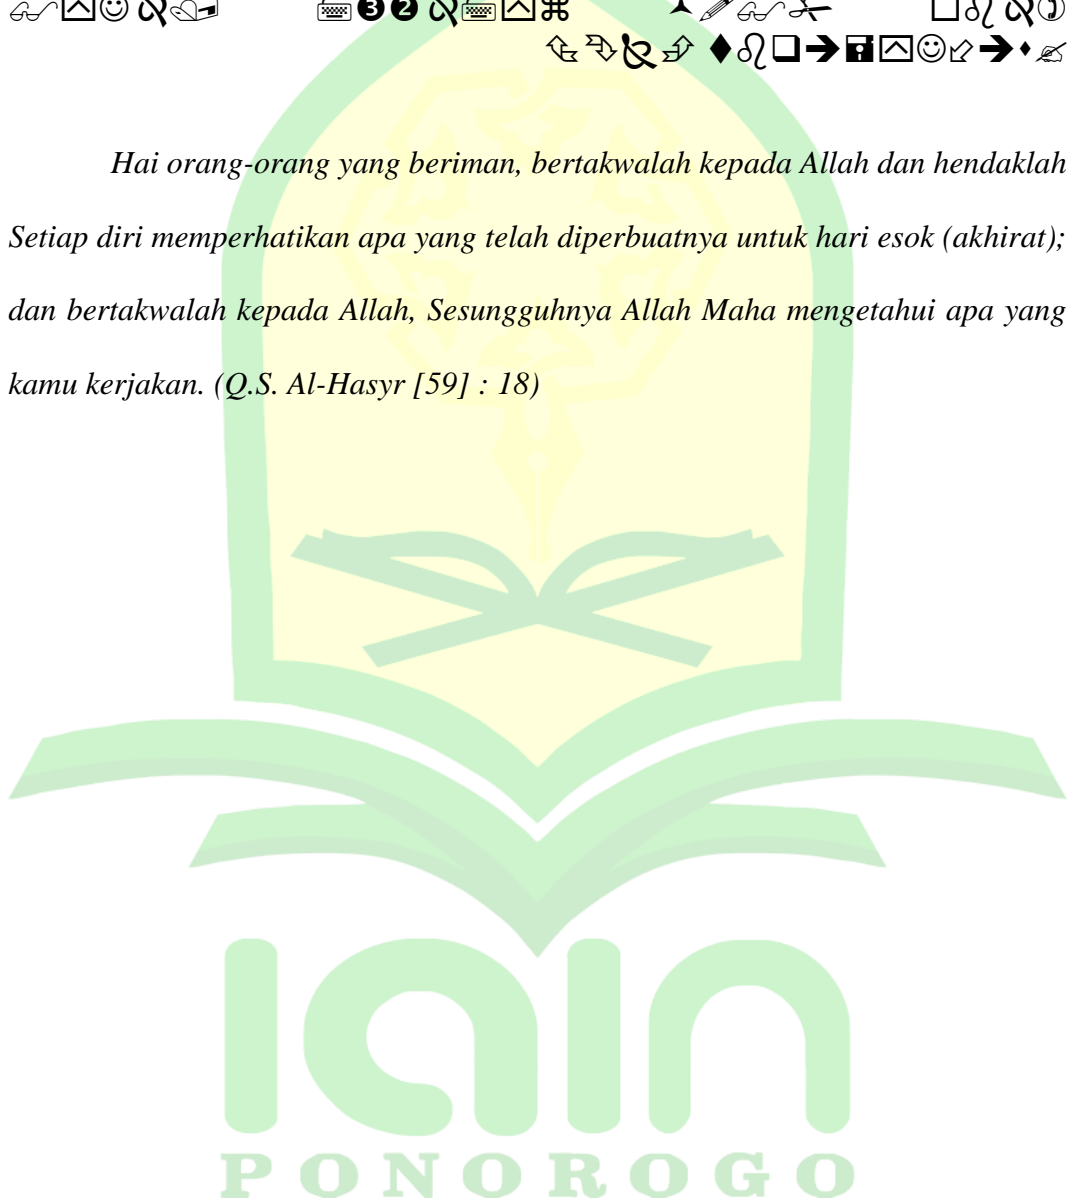 Hai orang-orang yang beriman, bertakwalah kepada Allah dan hendaklah
Setiap diri memperhatikan apa yang telah diperbuatnya untuk hari esok (akhirat);
dan bertakwalah kepada Allah, Sesungguhnya Allah Maha mengetahui apa yang
kamu kerjakan. (Q.S. Al-Hasyr [59] : 18)
iain
PONOROGO